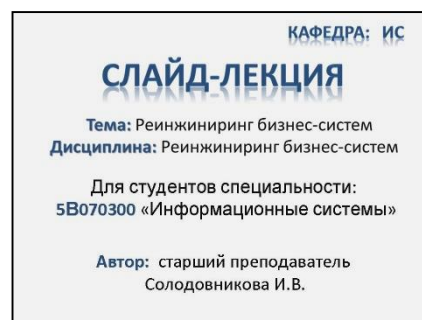 КАФЕДРА: ИС
СЛАЙД-ЛЕКЦИЯ
Тема: Реинжиниринг бизнес-систем
Дисциплина: Реинжиниринг бизнес-систем
Для студентов специальности:
5В070300 «Информационные системы»
Автор: старший преподаватель
Солодовникова И.В.